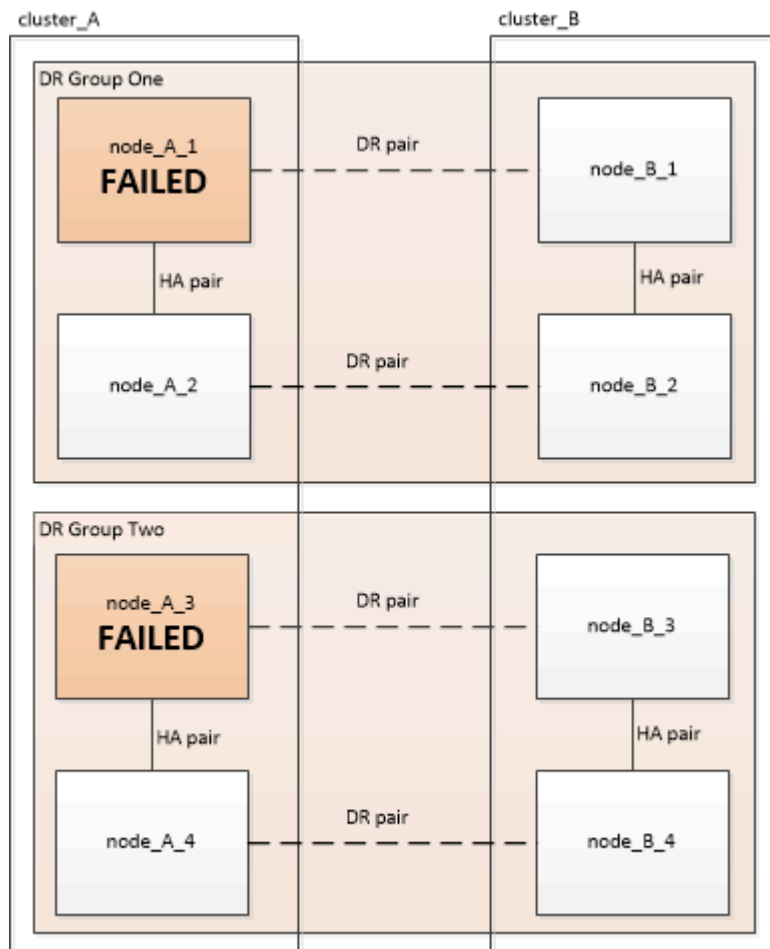 cluster_A
cluster_B
DR Group One
node_A_1
FAILED
DR pair
node_B_1
HA pair
HA pair
node_A_2
DR pair
node_B_2
DR Group Two
node_A_3
FAILED
DR pair
node_B_3
HA pair
HA pair
node_A_4
DR pair
node_B_4